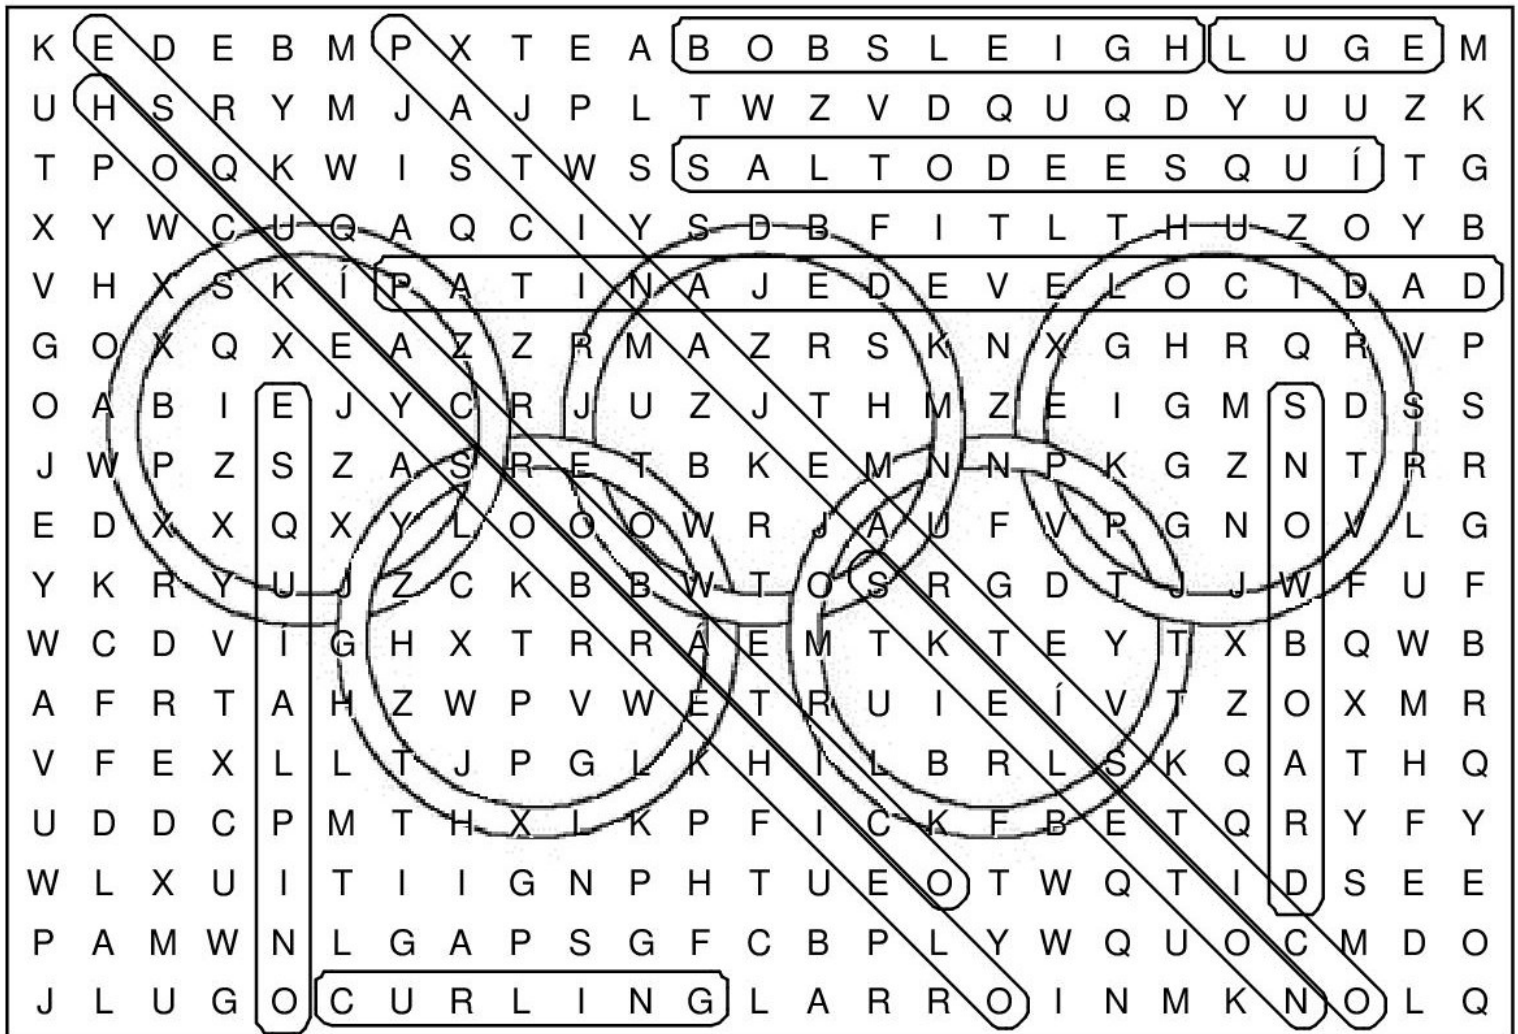 K E D E B M P X T E A B O B S L E I G H L U G E M
U H S R Y M J A J P L T W Z V D Q U Q D Y U U Z K
T P O Q K W I S T W S S A L T O D E E S Q U Í T G
X Y W C U Q A Q C I Y S D B F I T L T H U Z O Y B
V H X S K Í P A T I N A J E D E V E L O C I D A D
G O X Q X E A Z Z R M A Z R S K N X G H R Q R V P
O A B I E J Y C R J U Z J T H M Z E I G M S D S S
J W P Z S Z A S R E T B K E M N N P K G Z N T R R
E D X X Q X Y L O O O W R J A U F V P G N O V L G
Y K R Y U J Z C K B B W T O S R G D T J J W F U F
W C D V Í G H X T R R Á E M T K T E Y T X B Q W B
A F R T A H Z W P V W E T R U I E Í V T Z O X M R
V F E X L L T J P G L K H I L B R L S K Q A T H Q
U D D C P M T H X L K P F I C K F B E T Q R Y F Y
W L X U I T I I G N P H T U E O T W Q T I D S E E
P A M W N L G A P S G F C B P L Y W Q U O C M D O
J L U G O C U R L I N G L A R R O I N M K N O L Q